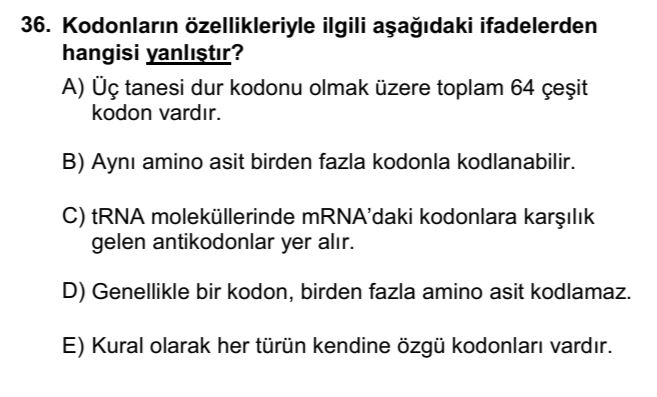 36. Kodonların özellikleriyle ilgili aşağıdaki ifadelerden
hangisi yanlıştır?
A) Üç tanesi dur kodonu olmak üzere toplam 64 çeşit
kodon vardır.
B) Aynı amino asit birden fazla kodonla kodlanabilir.
C) tRNA moleküllerinde mRNA'daki kodonlara karşılık
gelen antikodonlar yer alır.
D) Genellikle bir kodon, birden fazla amino asit kodlamaz.
E) Kural olarak her türün kendine özgü kodonları vardır.